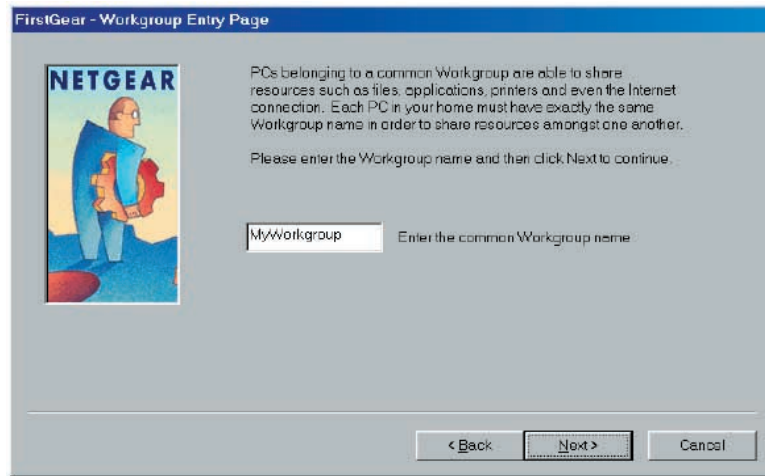 FirstGear - Workgroup Entry Page
NETGEAR
PCs belonging to a common Workgroup are able to share
resources such as files, applications, printers and even the Internet
connection. Each PC in your home must have exactly the same
Workgroup name in order to share resources amongst one another.
Please enter the Workgroup name and then click Next to continue.
MyWorkgroup
Enter the common Workgroup name
< Back
Next >
Cancel